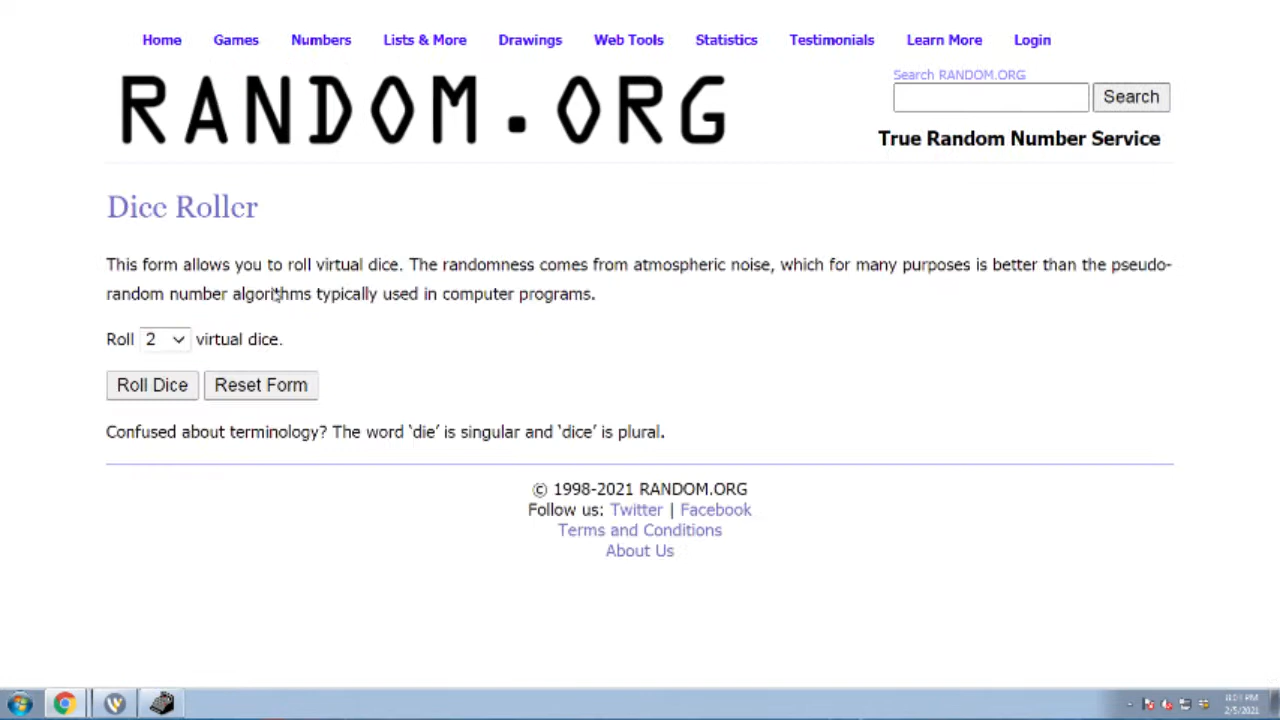 Home Games Numbers Lists & More Drawings Web Tools Statistics Testimonials Learn More Login
RANDOM.ORG
Search RANDOM.ORG
Search
True Random Number Service
Dice Roller
This form allows you to roll virtual dice. The randomness comes from atmospheric noise, which for many purposes is better than the pseudo-
random number algorithms typically used in computer programs.
Roll 2 virtual dice.
Roll Dice Reset Form
Confused about terminology? The word ‘die’ is singular and ‘dice’ is plural.
© 1998-2021 RANDOM.ORG
Follow us: Twitter | Facebook
Terms and Conditions
About Us
2/5/2021